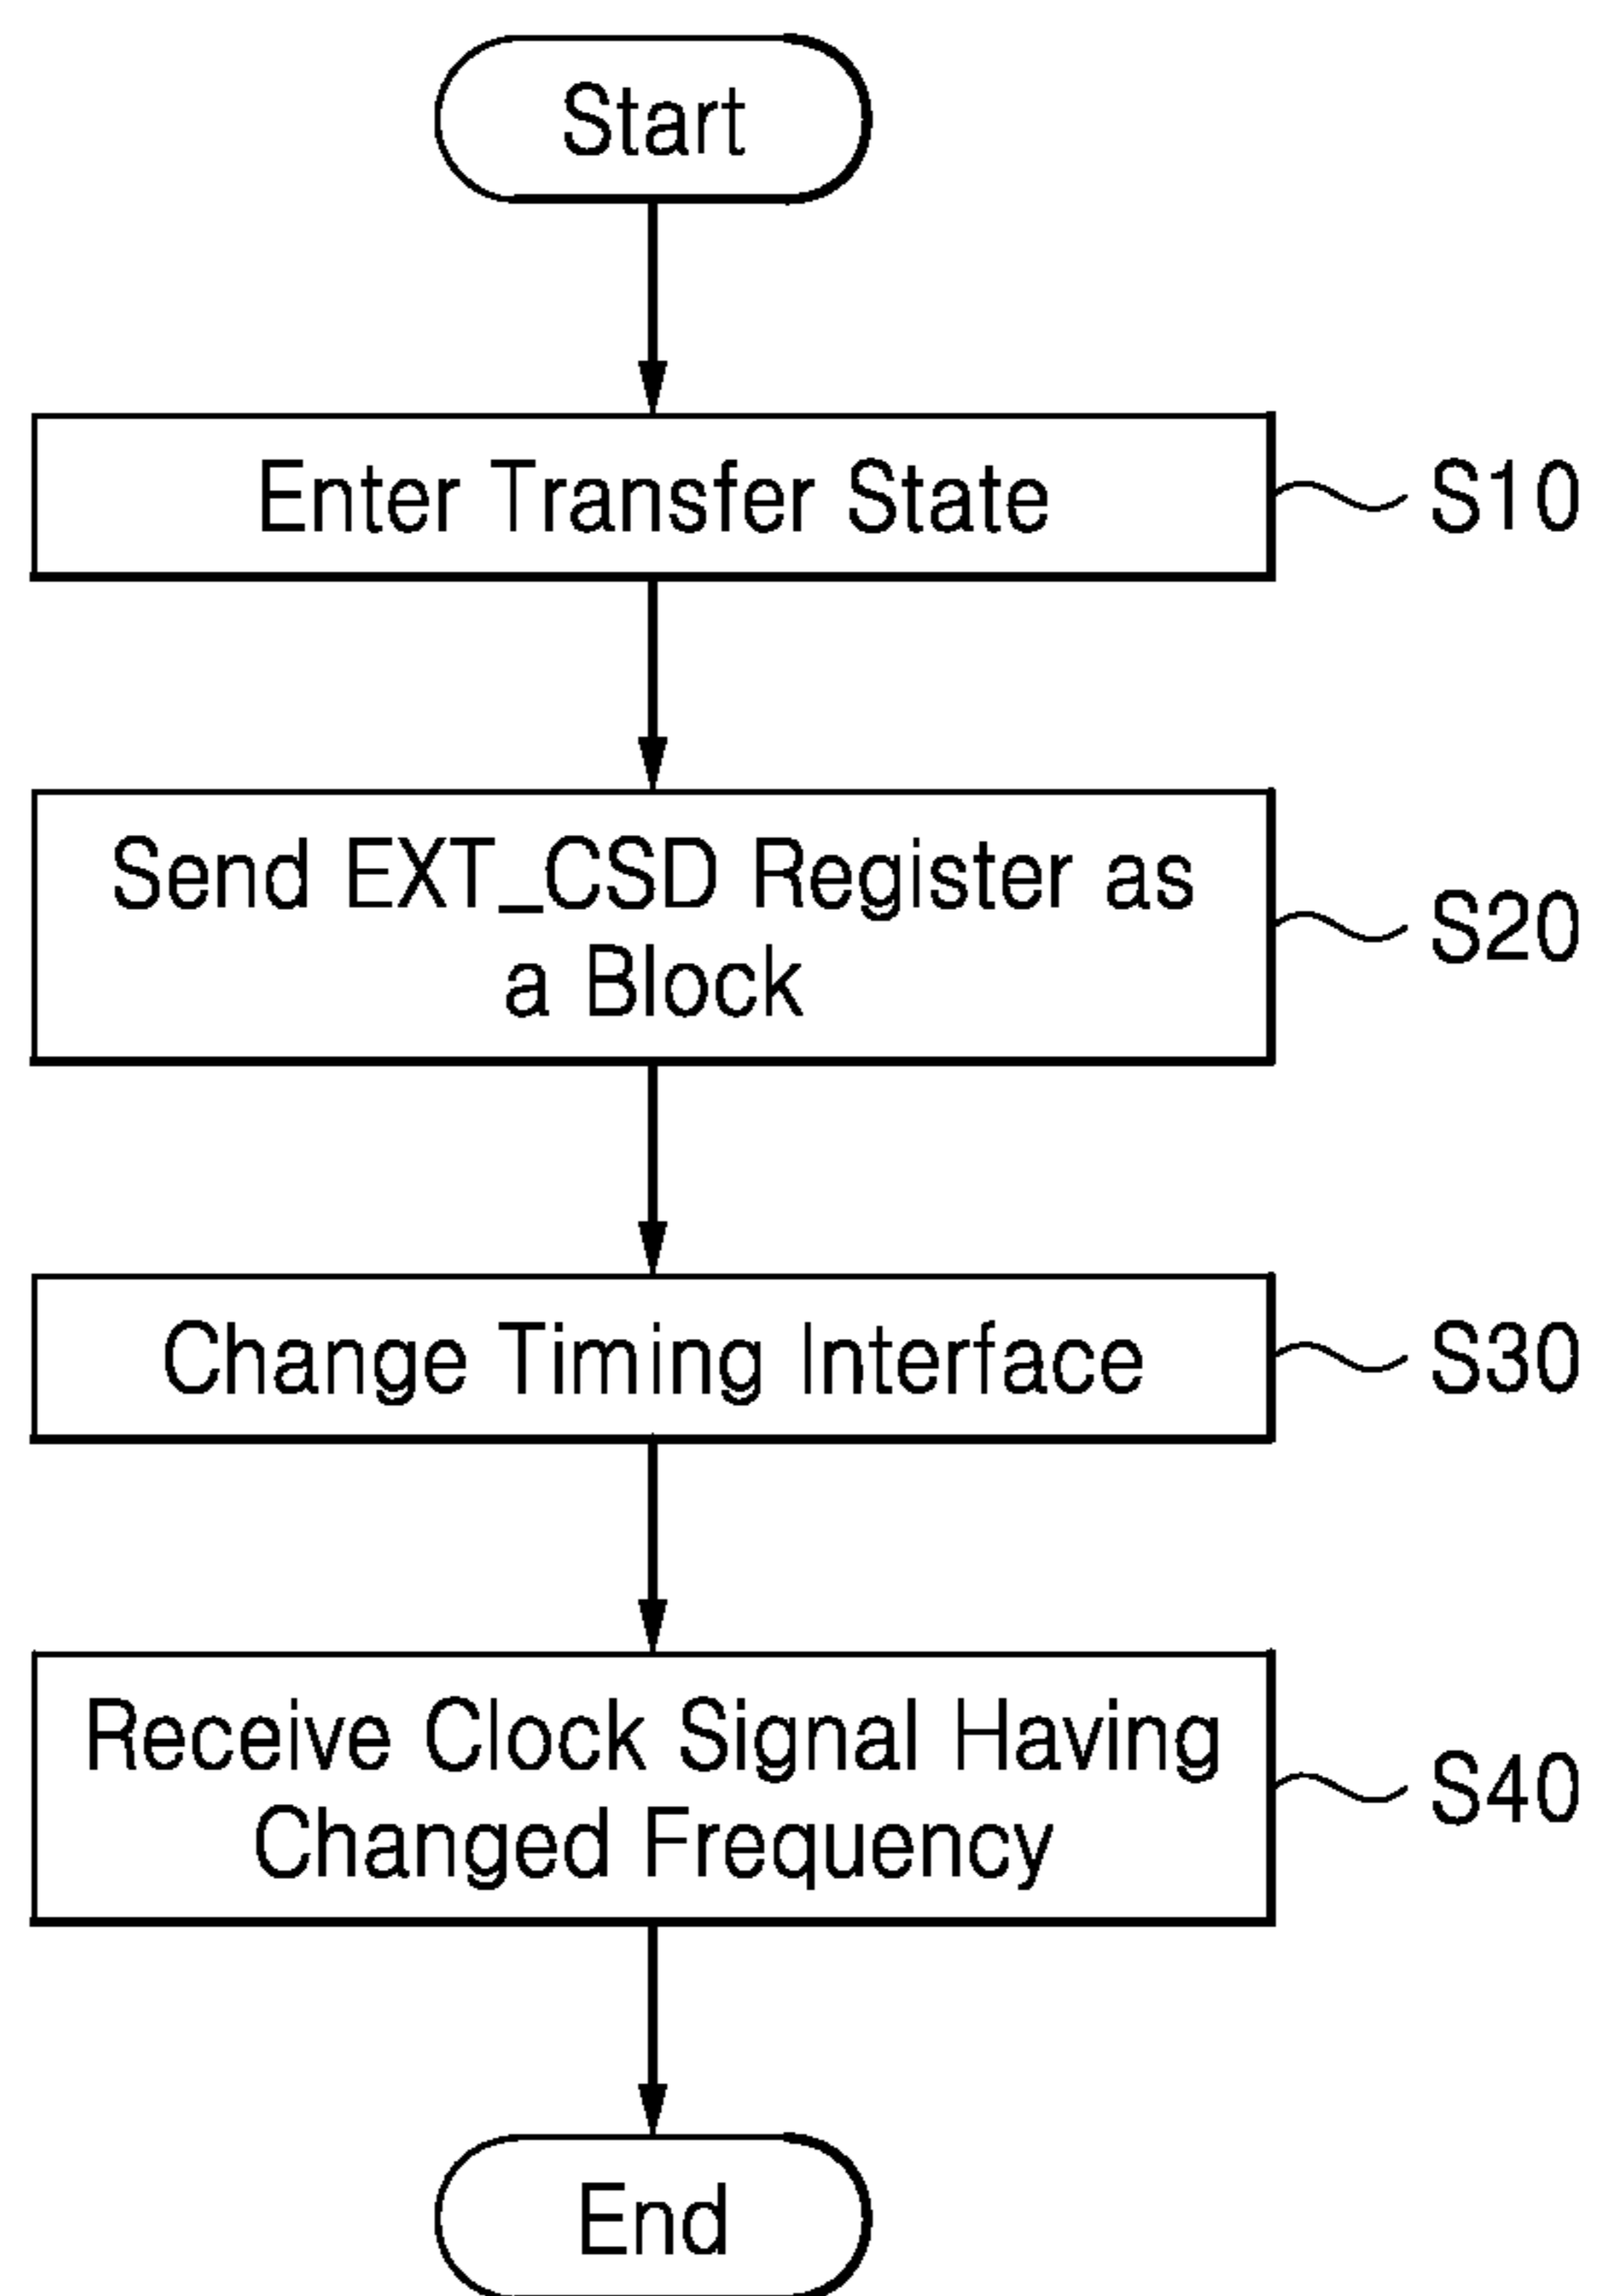 Start
Enter Transfer State
S10
Send EXT_CSD Register as
a Block
S20
Change Timing Interface
S30
Receive Clock Signal Having
Changed Frequency
S40
End